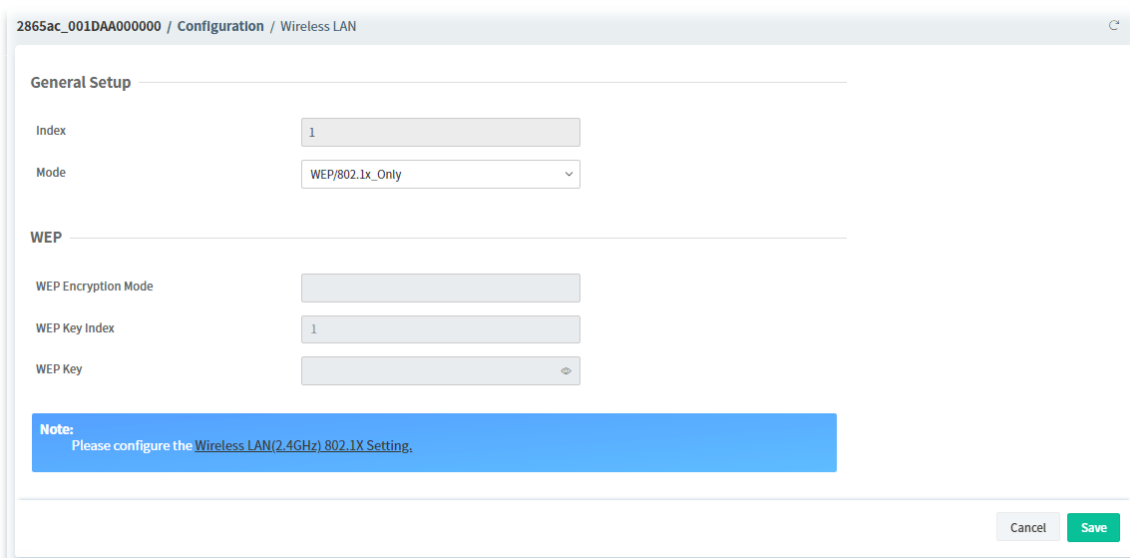 2865ac_001DAA000000 / Configuration / Wireless LAN
General Setup
Index
1
Mode
WEP/802.1x_Only
WEP
WEP Encryption Mode
WEP Key Index
1
WEP Key
Note:
Please configure the Wireless LAN(2.4GHz) 802.1X Setting.
Cancel
Save